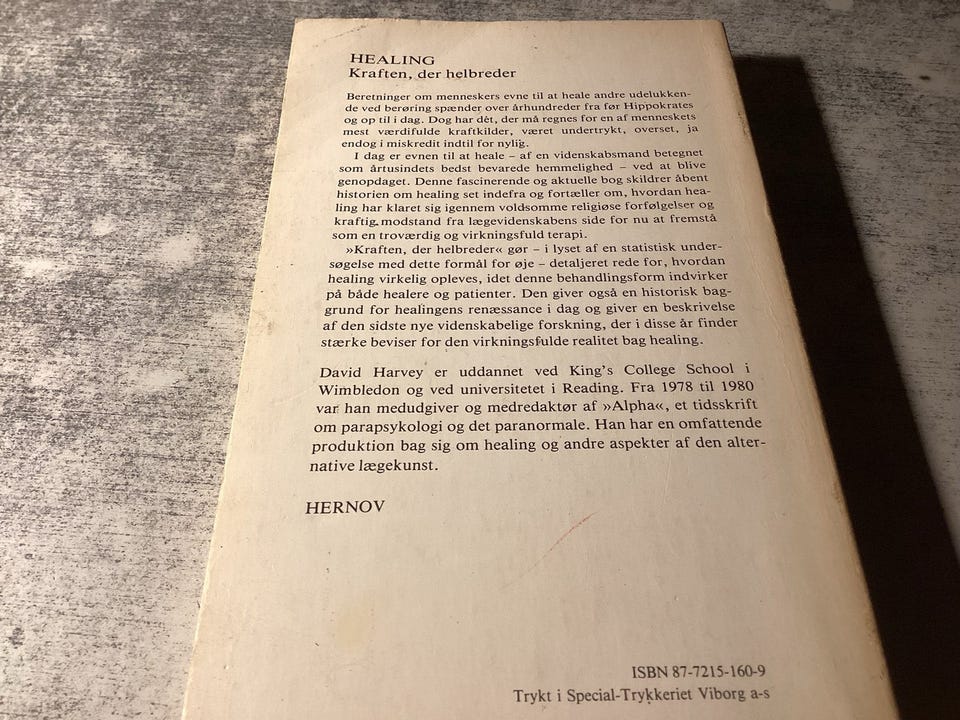 HEALING
Kraften, der helbreder
Beretninger om menneskers evne til at heale andre udelukken-
de ved berøring spænder over århundreder fra før Hippokrates
og op til i dag. Dog har dét, der må regnes for en af menneskets
mest værdifulde kraftkilder, været undertrykt, overset, ja
endog i miskredit indtil for nylig.
I dag er evnen til at heale – af en videnskabsmand betegnet
som årtusindets bedst bevarede hemmelighed – ved at blive
genopdaget. Denne fascinerende og aktuelle bog skildrer åbent
historien om healing set indefra og fortæller om, hvordan hea-
ling har klaret sig igennem voldsomme religiøse forfølgelser og
kraftig modstand fra lægevidenskabens side for nu at fremstå
som en troværdig og virkningsfuld terapi.
»Kraften, der helbreder« gør – i lyset af en statistisk under-
søgelse med dette formål for øje – detaljeret rede for, hvordan
healing virkelig opleves, idet denne behandlingsform indvirker
på både healere og patienter. Den giver også en historisk bag-
grund for healingens renæssance i dag og giver en beskrivelse
af den sidste nye videnskabelige forskning, der i disse år finder
stærke beviser for den virkningsfulde realitet bag healing.
David Harvey er uddannet ved King's College School i
Wimbledon og ved universitetet i Reading. Fra 1978 til 1980
var han medudgiver og medredaktør af »Alpha«, et tidsskrift
om parapsykologi og det paranormale. Han har en omfattende
produktion bag sig om healing og andre aspekter af den alter-
native lægekunst.
HERNOV
ISBN 87-7215-160-9
Trykt i Special-Trykkeriet Viborg a-s